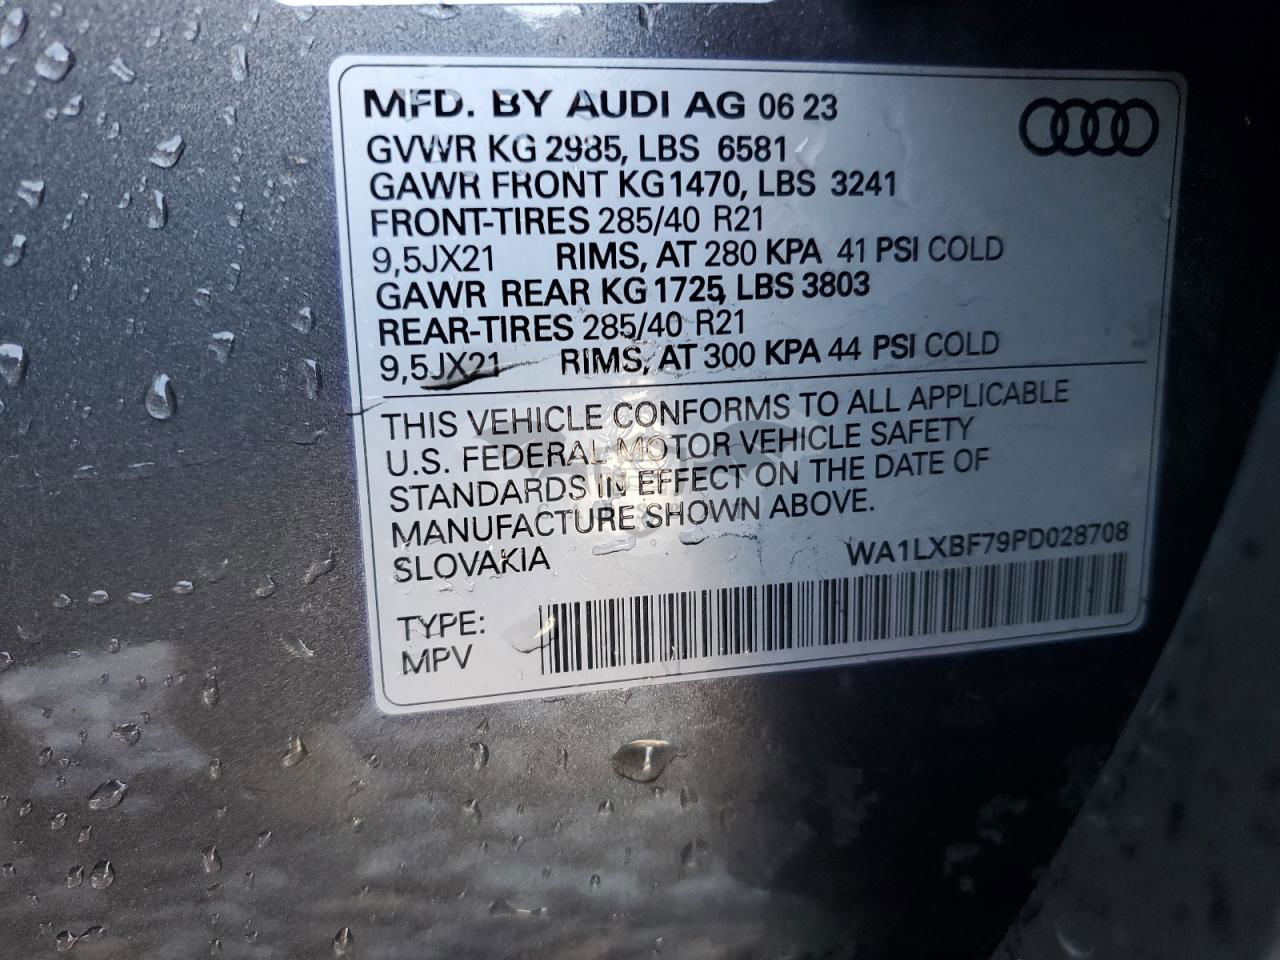 MFD. BY AUDI AG 06 23
GVWR KG 2985, LBS 6581
GAWR FRONT KG 1470, LBS 3241
FRONT-TIRES 285/40 R21
9,5JX21 RIMS, AT 280 KPA 41 PSI COLD
GAWR REAR KG 1725, LBS 3803
REAR-TIRES 285/40 R21
9,5JX21 RIMS, AT 300 KPA 44 PSI COLD
THIS VEHICLE CONFORMS TO ALL APPLICABLE
U.S. FEDERAL MOTOR VEHICLE SAFETY
STANDARDS IN EFFECT ON THE DATE OF
MANUFACTURE SHOWN ABOVE.
SLOVAKIA WA1LXBF79PD028708
TYPE:
MPV